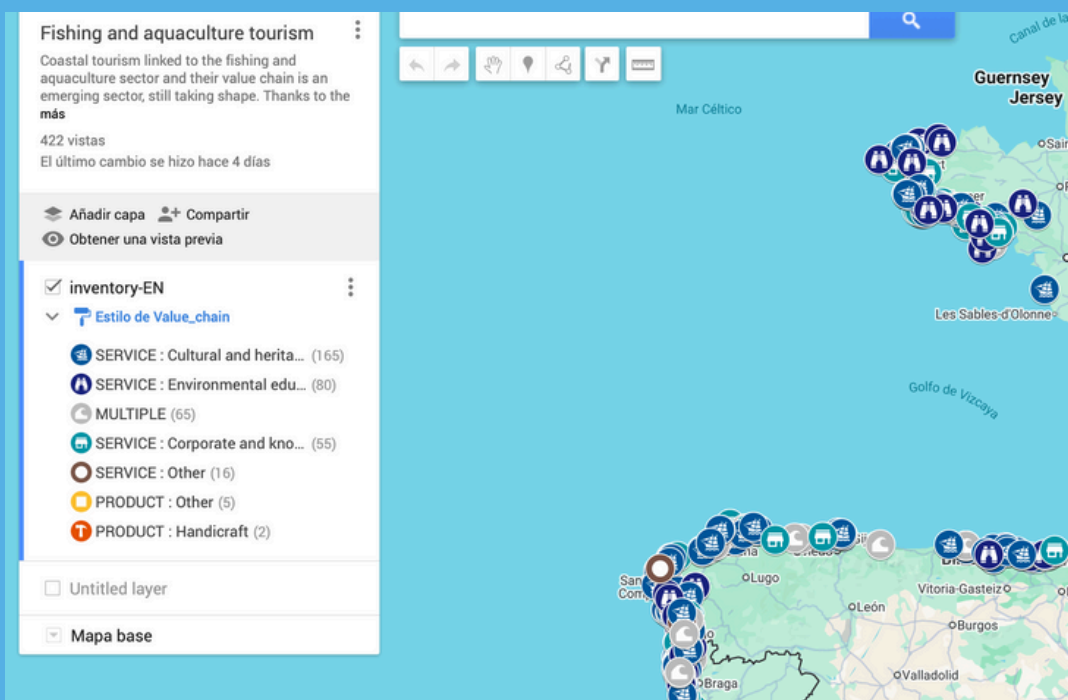 Fishing and aquaculture tourism
Coastal tourism linked to the fishing and
aquaculture sector and their value chain is an
emerging sector, still taking shape. Thanks to the
más
422 vistas
El último cambio se hizo hace 4 días
Añadir capa
Compartir
Obtener una vista previa
inventory-EN
Estilo de Value_chain
SERVICE : Cultural and herita... (165)
SERVICE : Environmental edu... (80)
MULTIPLE (65)
SERVICE : Corporate and kno... (55)
SERVICE : Other (16)
PRODUCT : Other (5)
PRODUCT : Handicraft (2)
Untitled layer
Mapa base
Canal de la
Guernsey
Jersey
Mar Céltico
Les Sables-d'Olonne
Golfo de Vizcaya
Lugo
León
Vitoria-Gasteiz
Burgos
Braga
Valladolid